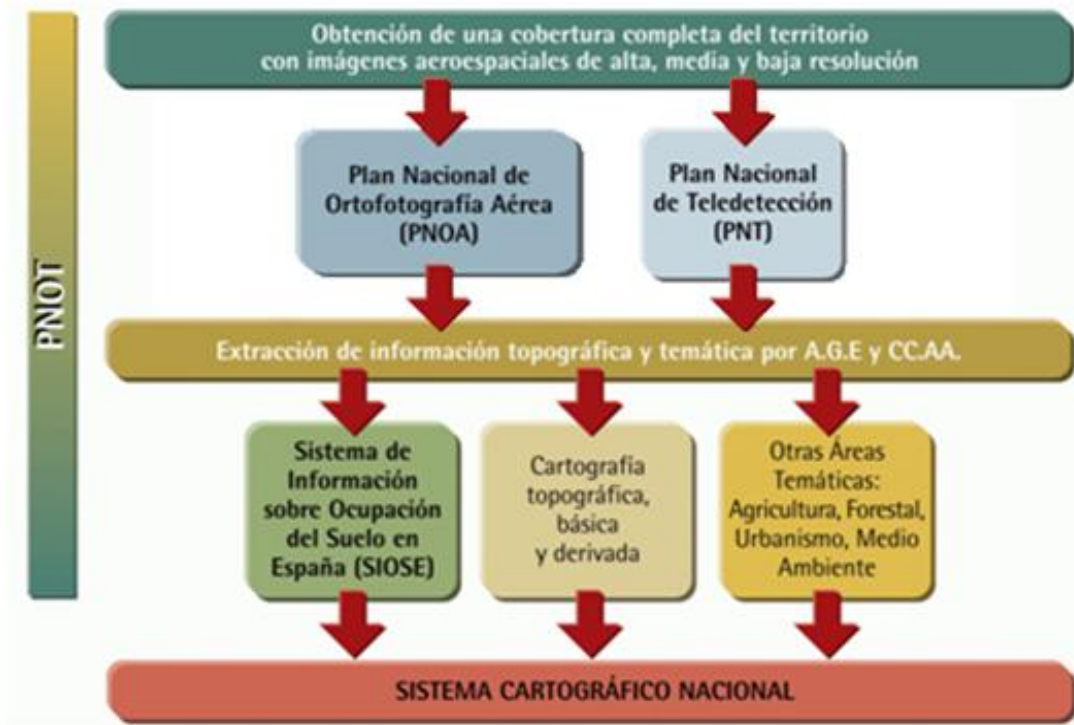 PNOT
Obtención de una cobertura completa del territorio
con imágenes aeroespaciales de alta, media y baja resolución
Plan Nacional de
Ortofotografía Aérea
(PNOA)
Plan Nacional
de Teledetección
(PNT)
Extracción de información topográfica y temática por A.G.E y CC.AA.
Sistema de
Información
sobre Ocupación
del Suelo en
España (SIOSE)
Cartografía
topográfica,
básica
y derivada
Otras Áreas
Temáticas:
Agricultura, Forestal,
Urbanismo, Medio
Ambiente
SISTEMA CARTOGRÁFICO NACIONAL